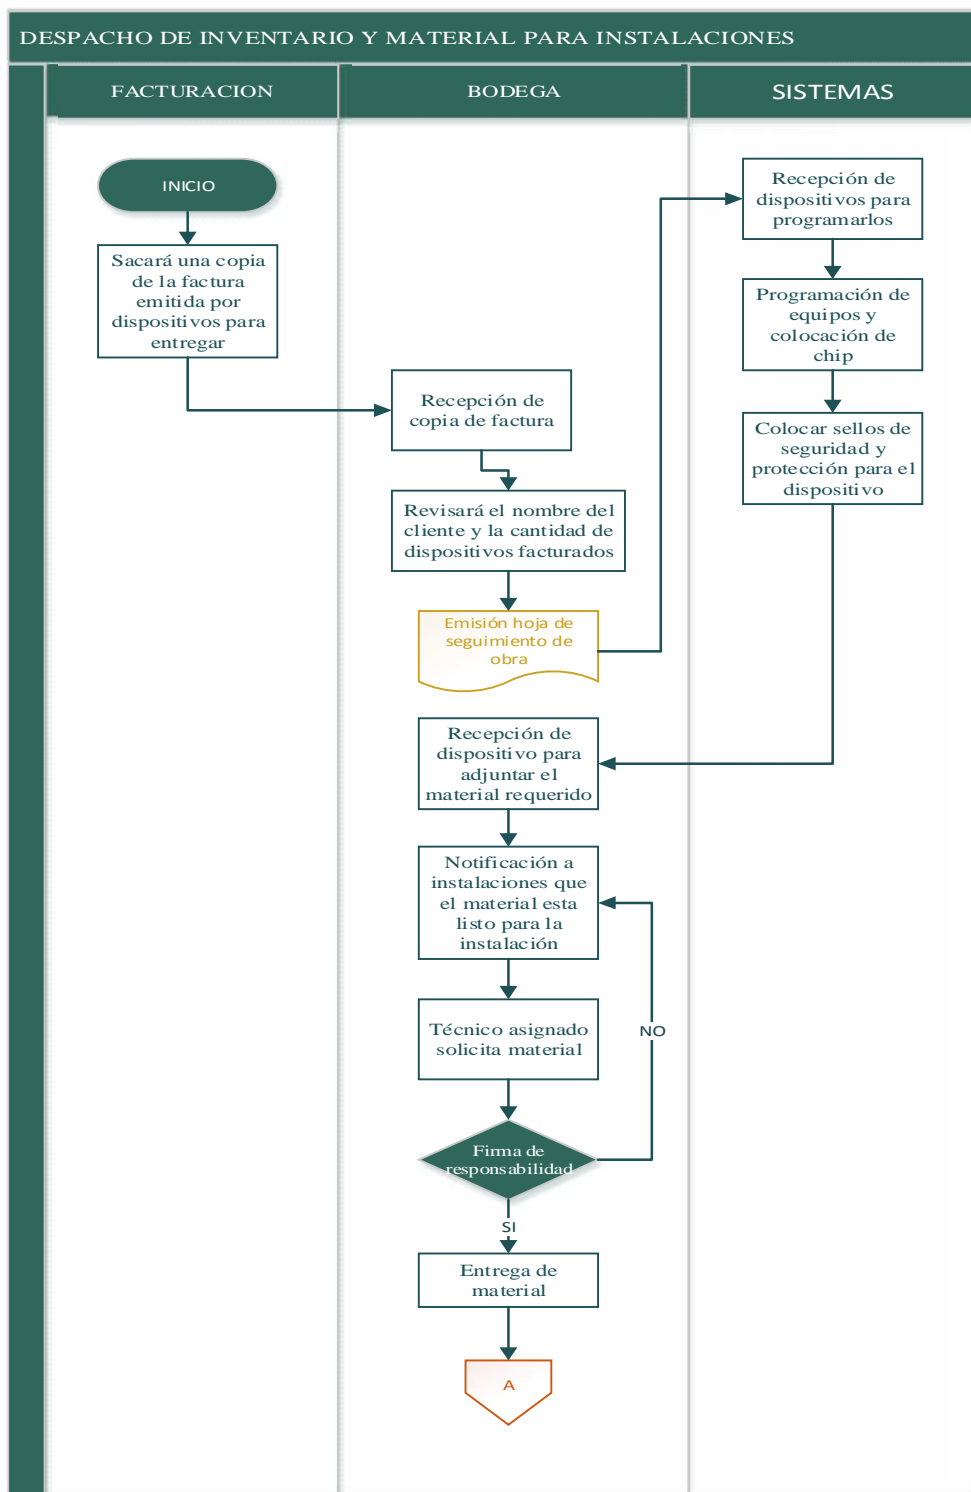 DESPACHO DE INVENTARIO Y MATERIAL PARA INSTALACIONES
FACTURACION
BODEGA
SISTEMAS
INICIO
Sacará una copia
de la factura
emitida por
dispositivos para
entregar
Recepción de
copia de factura
Revisará el nombre del
cliente y la cantidad de
dispositivos facturados
Emisión hoja de
seguimiento de
obra
Recepción de
dispositivos para
programarlos
Programación de
equipos y
colocación de
chip
Colocar sellos de
seguridad y
protección para el
dispositivo
Recepción de
dispositivo para
adjuntar el
material requerido
Notificación a
instalaciones que
el material esta
listo para la
instalación
Técnico asignado
solicita material
NO
Firma de
responsabilidad
SI
Entrega de
material
A